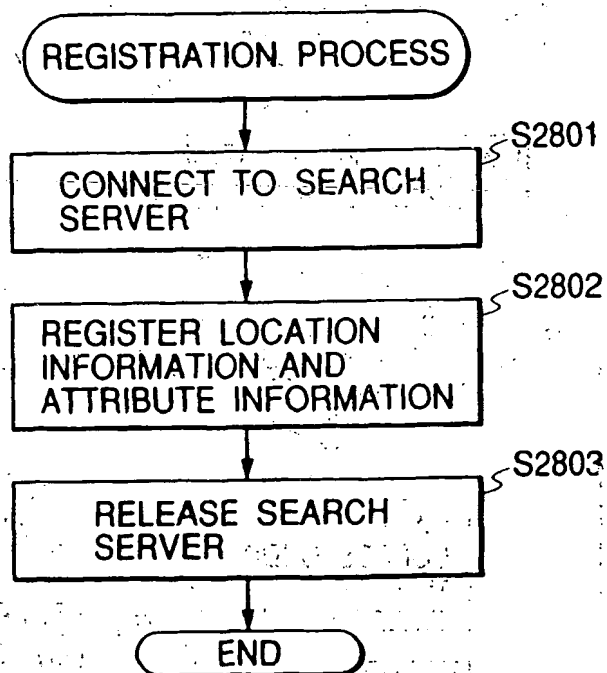 REGISTRATION PROCESS
S2801
CONNECT TO SEARCH
SERVER
S2802
REGISTER LOCATION
INFORMATION AND
ATTRIBUTE INFORMATION
S2803
RELEASE SEARCH
SERVER
END